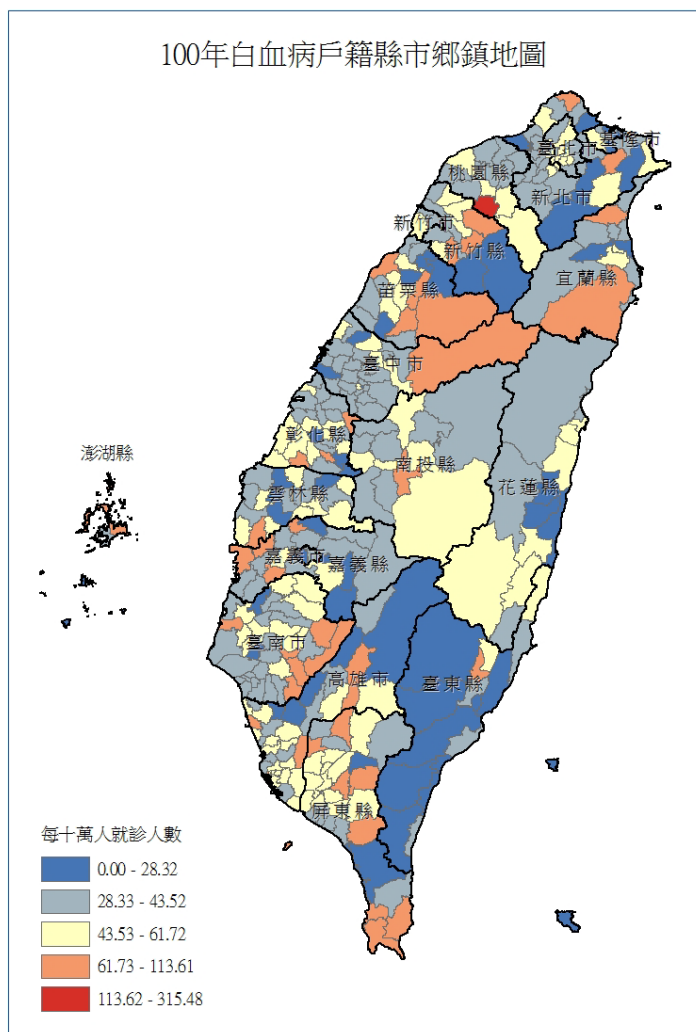 100年白血病戶籍縣市鄉鎮地圖
基隆市
臺北市
桃園縣
新北市
新竹市
新竹縣
宜蘭縣
苗栗縣
臺中市
彰化縣
澎湖縣
南投縣
花蓮縣
雲林縣
嘉義市
嘉義縣
臺南市
高雄市
臺東縣
屏東縣
每十萬人就診人數
0.00 - 28.32
28.33 - 43.52
43.53 - 61.72
61.73 - 113.61
113.62 - 315.48